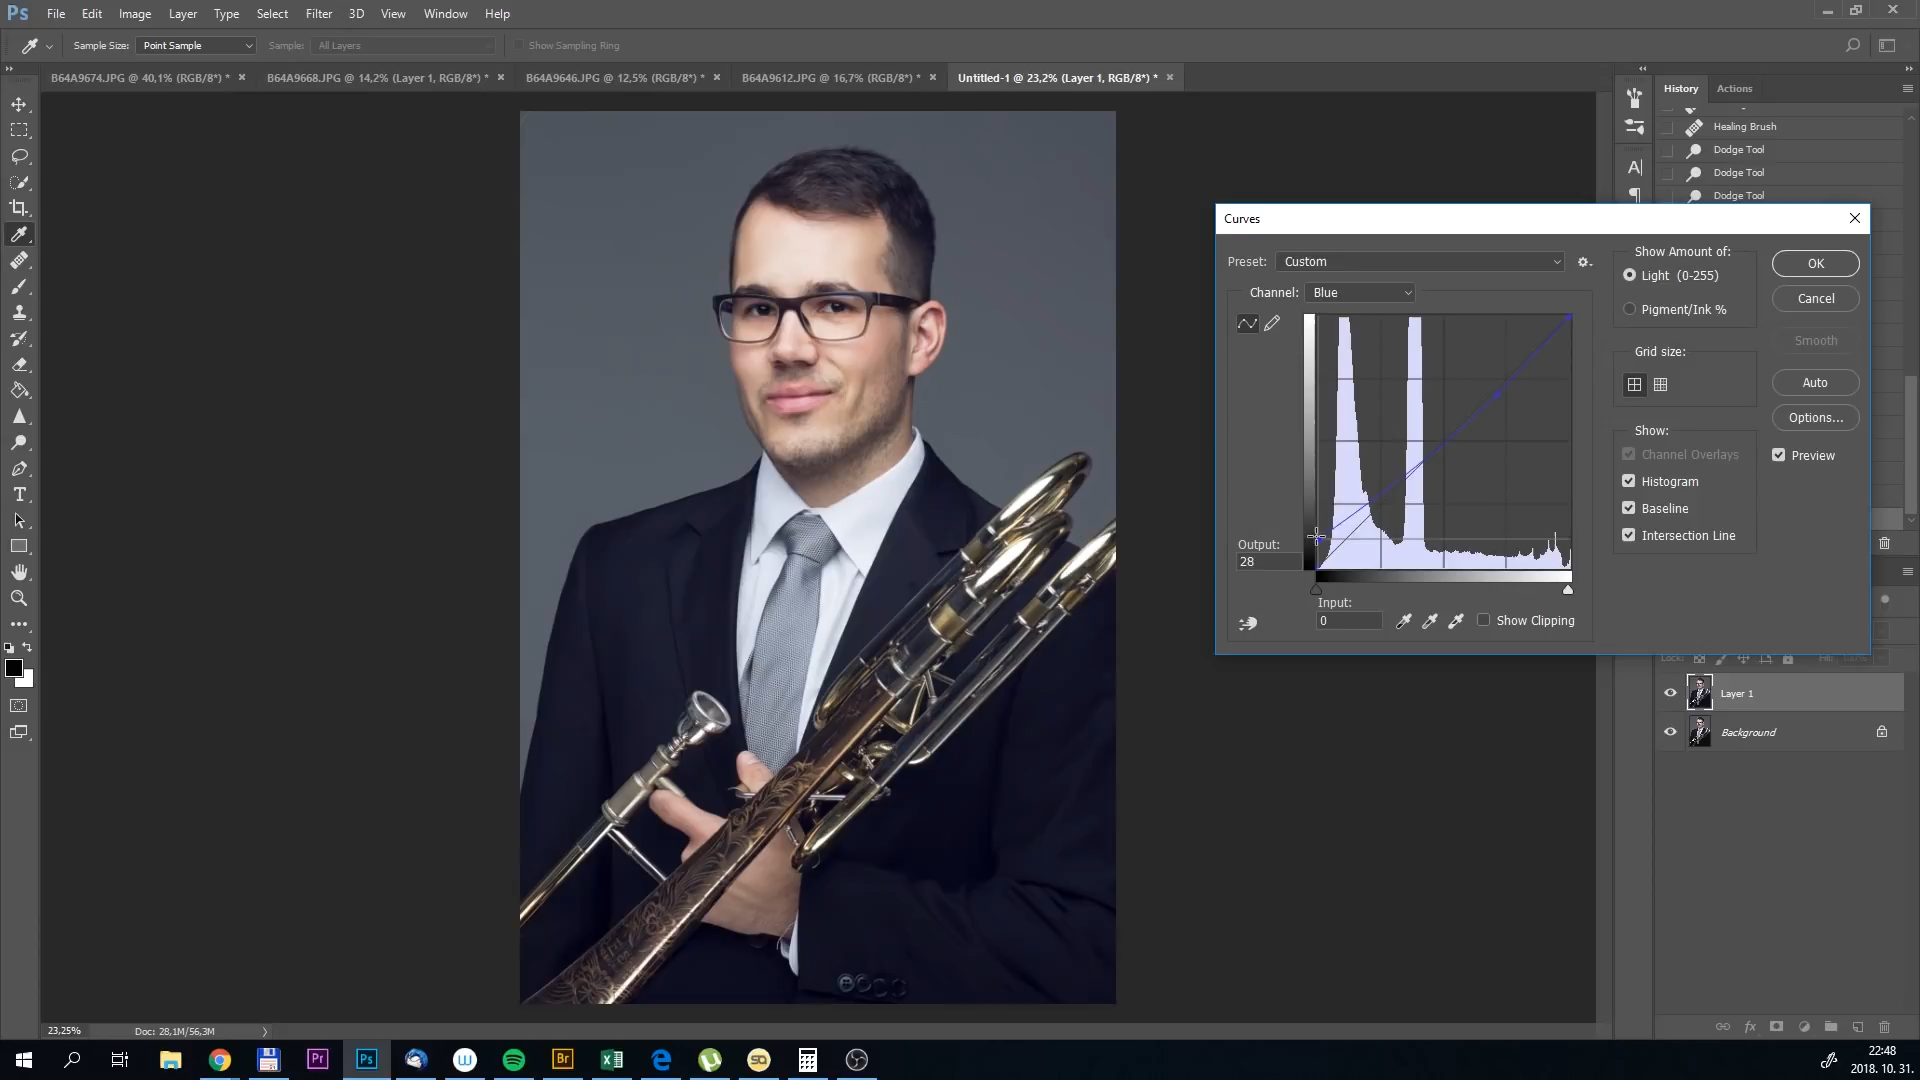 Ps File Edit Image Layer Type Select Filter 3D View Window Help
Sample Size: Point Sample Sample: All Layers Show Sampling Ring
B64A9674.JPG @ 40,1% (RGB/8*) * B64A9668.JPG @ 14,2% (Layer 1, RGB/8*) * B64A9646.JPG @ 12,5% (RGB/8*) * B64A9612.JPG @ 16,7% (RGB/8*) * Untitled-1 @ 23,2% (Layer 1, RGB/8*) *
History Actions
Healing Brush
Dodge Tool
Dodge Tool
Dodge Tool
Curves
Preset: Custom
Channel: Blue
Output:
28
Input:
0
Show Clipping
Show Amount of:
Light (0-255)
Pigment/Ink %
Grid size:
Show:
Channel Overlays
Histogram
Baseline
Intersection Line
OK
Cancel
Smooth
Auto
Options...
Preview
Lock:
Layer 1
Background
23,25% Doc: 28,1M/56,3M
22:48
2018. 10. 31.